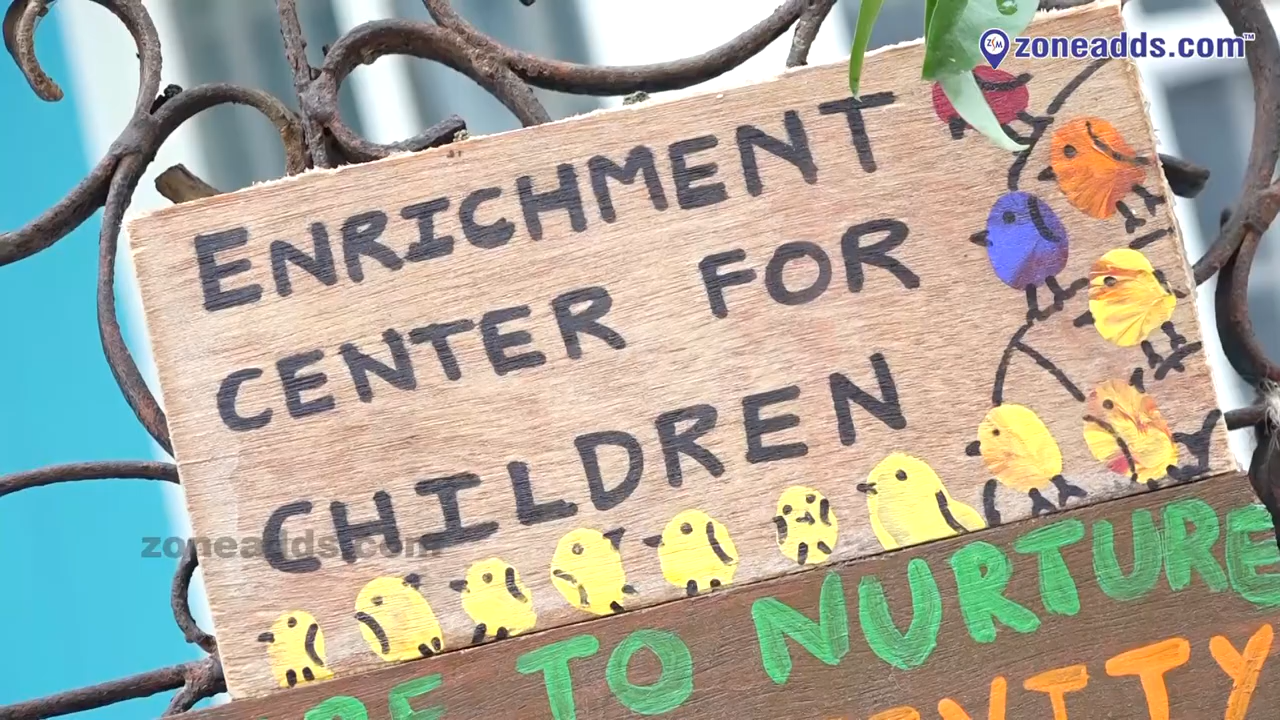 zoneadds.com™
ENRICHMENT
CENTER FOR
CHILDREN
zoneadds.com
TO NURTURE